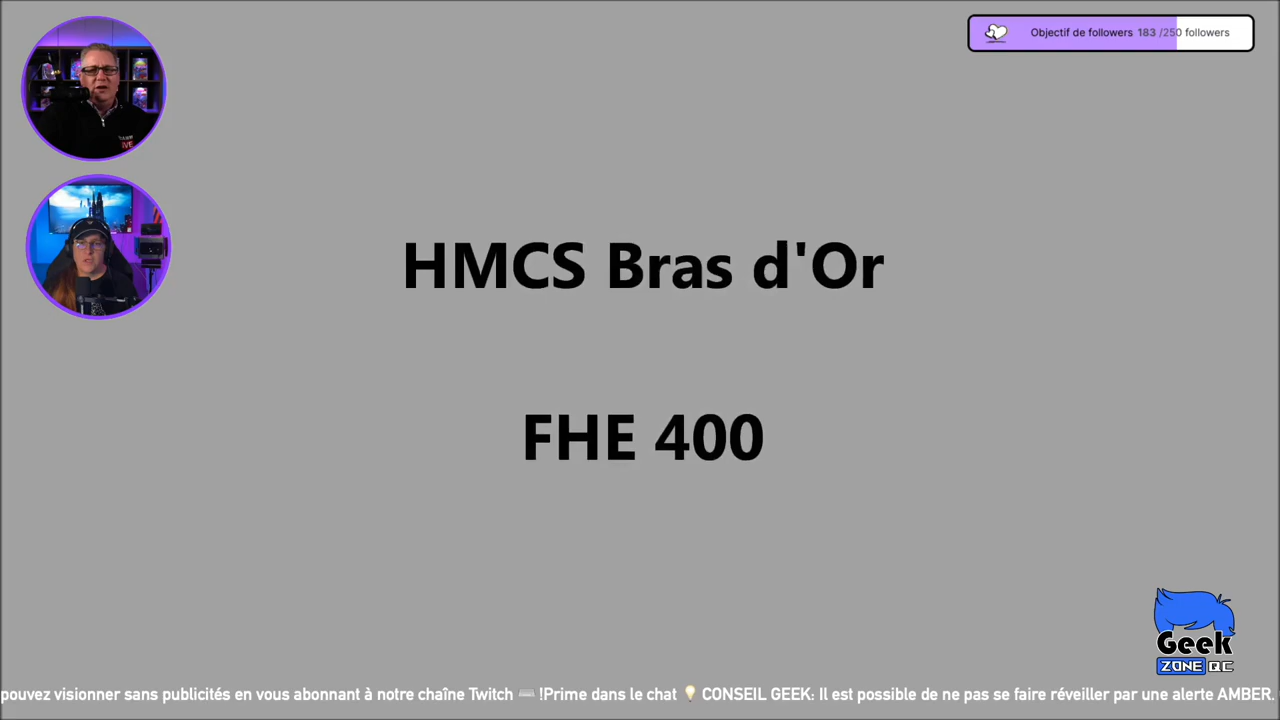 Objectif de followers 183 /250 followers
HMCS Bras d'Or
FHE 400
Geek
ZONE QC
pouvez visionner sans publicités en vous abonnant à notre chaîne Twitch ⌨️ !Prime dans le chat 💡 CONSEIL GEEK: Il est possible de ne pas se faire réveiller par une alerte AMBER.